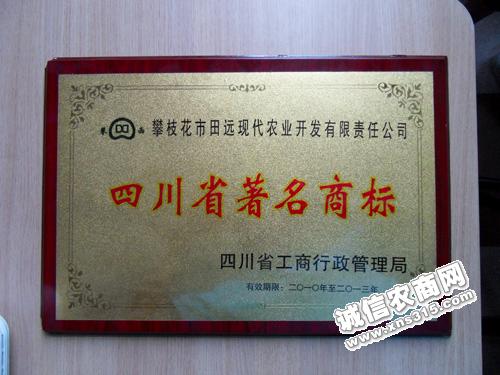 攀枝花市田远现代农业开发有限责任公司
四川省著名商标
四川省工商行政管理局
有效期限：二〇一〇年至二〇一三年
诚信农商网
www.xns315.com